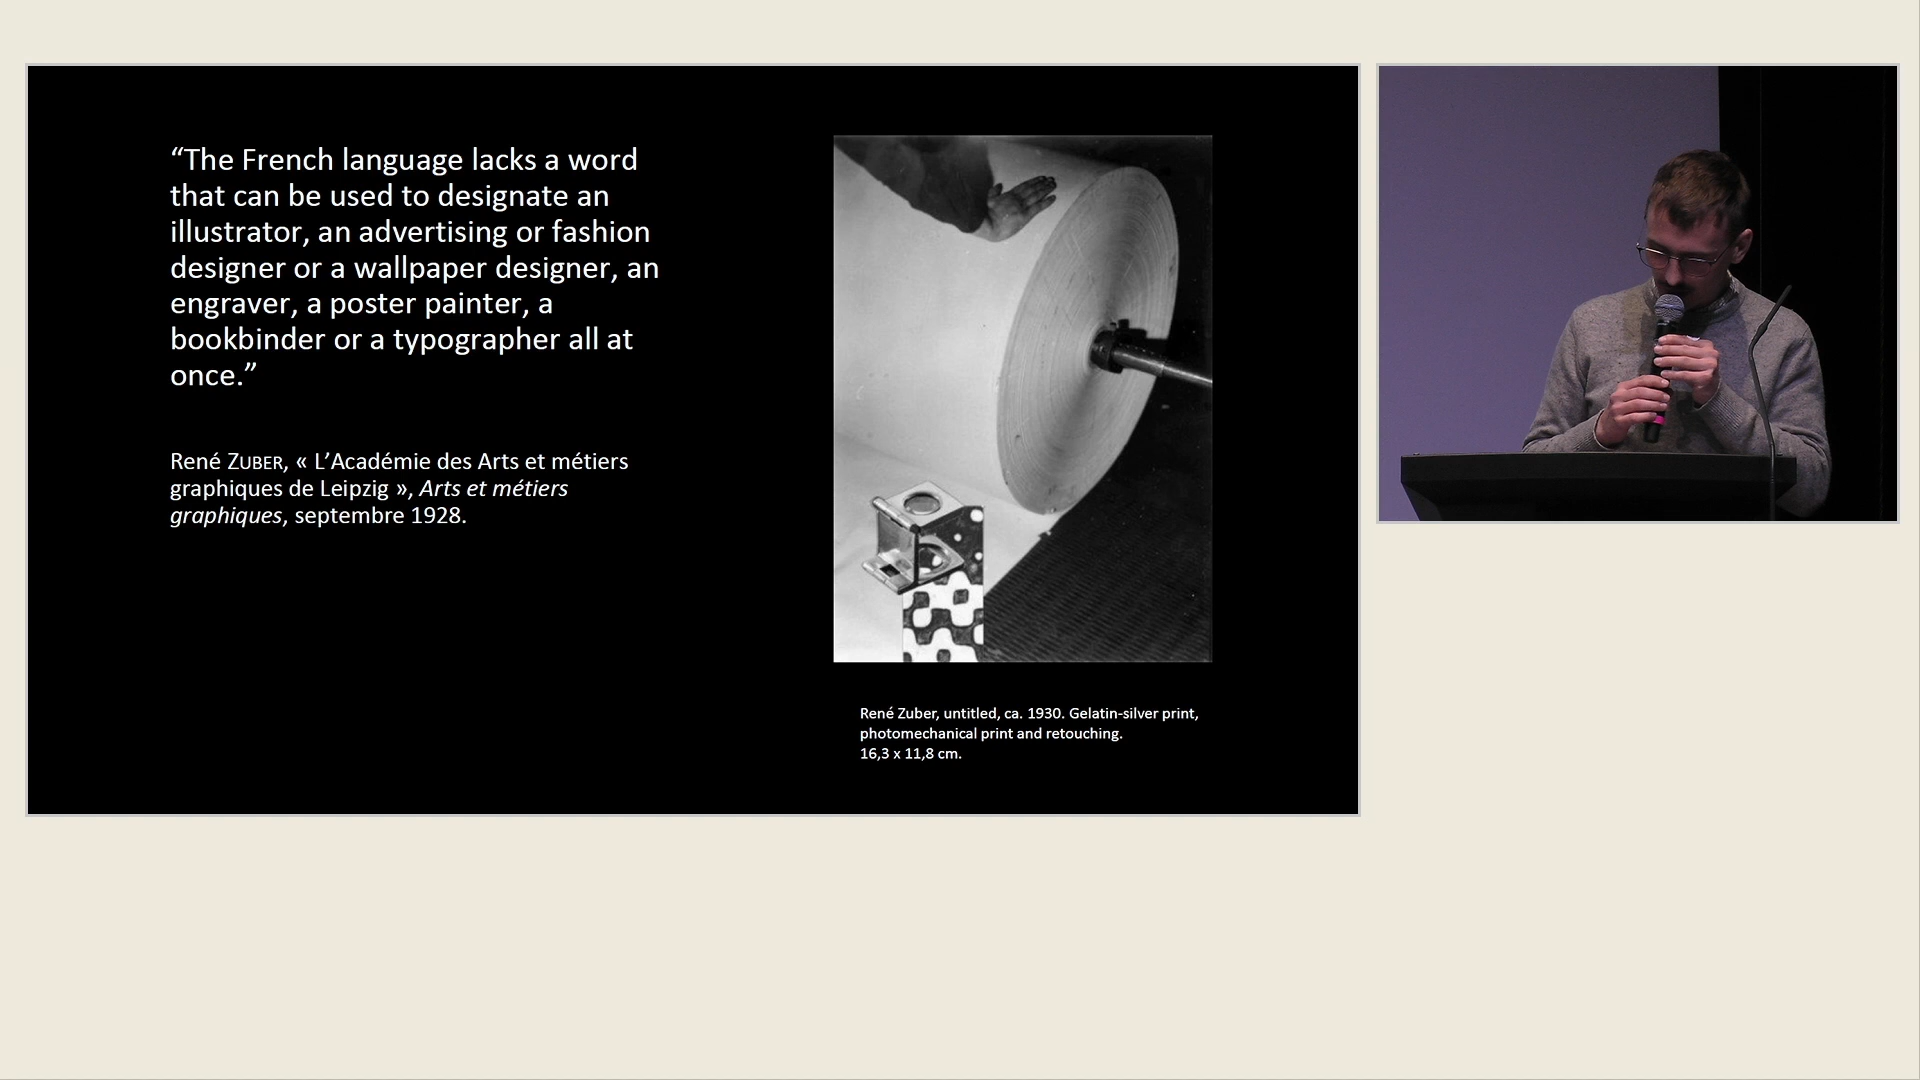 “The French language lacks a word
that can be used to designate an
illustrator, an advertising or fashion
designer or a wallpaper designer, an
engraver, a poster painter, a
bookbinder or a typographer all at
once.”
René ZUBER, « L’Académie des Arts et métiers
graphiques de Leipzig », Arts et métiers
graphiques, septembre 1928.
René Zuber, untitled, ca. 1930. Gelatin-silver print,
photomechanical print and retouching.
16,3 x 11,8 cm.